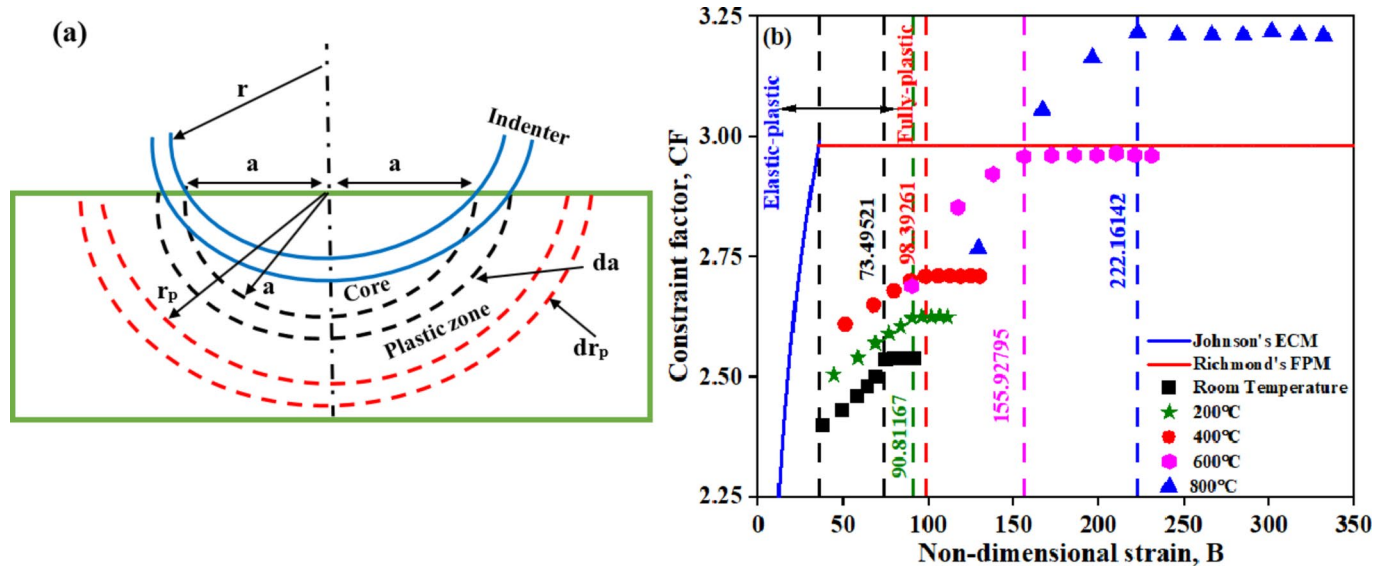 (a)
r
Indenter
a
a
rₚ
a
Core
da
Plastic zone
drₚ
(b)
Constraint factor, CF
3.25
3.00
2.75
2.50
2.25
Elastic-plastic
Fully-plastic
73.49521
98.39261
90.81167
155.92795
222.16142
Johnson's ECM
Richmond's FPM
Room Temperature
200°C
400°C
600°C
800°C
0
50
100
150
200
250
300
350
Non-dimensional strain, B